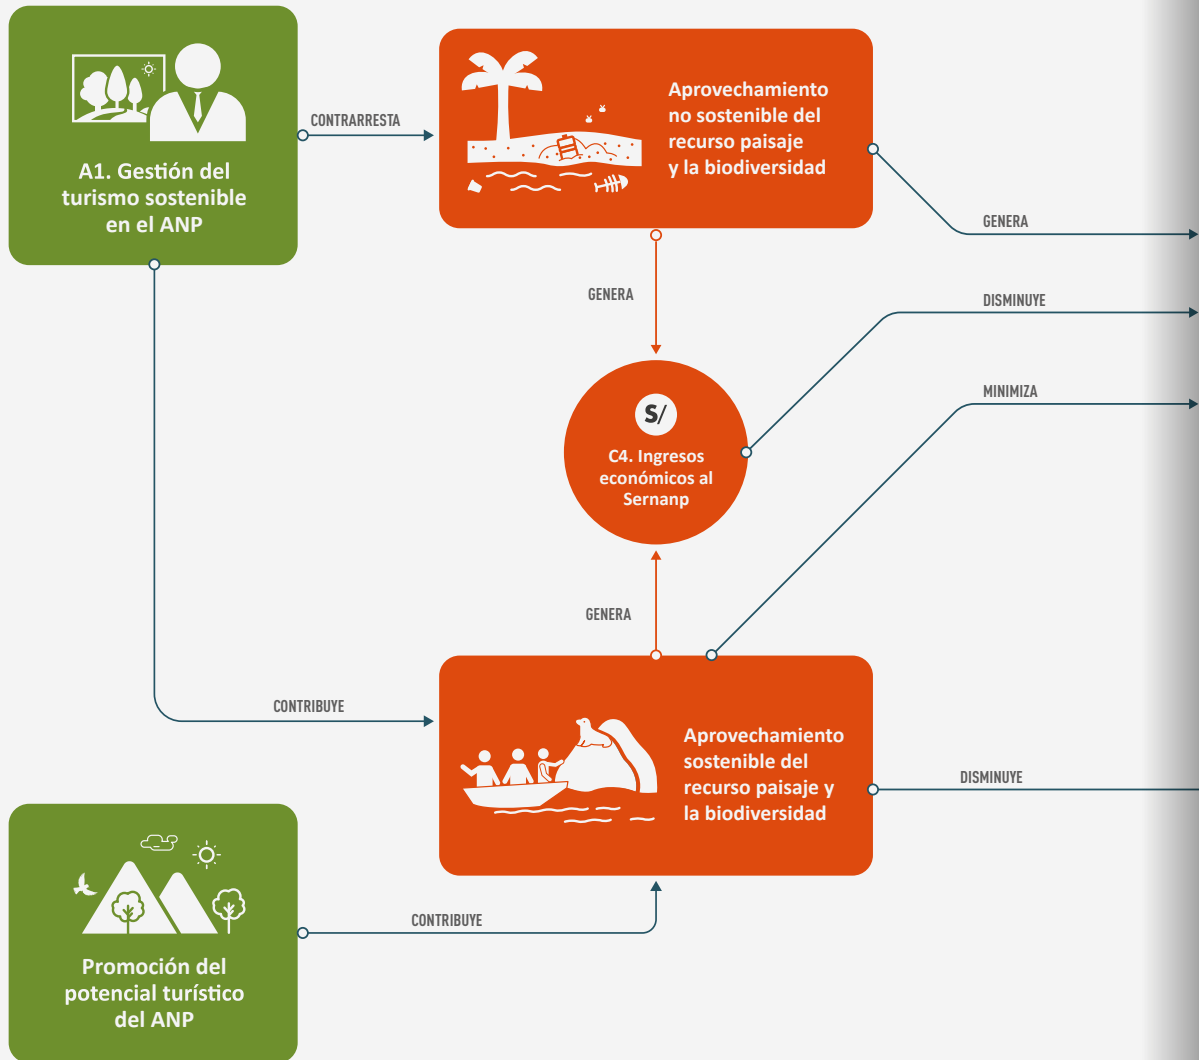 A1. Gestión del
turismo sostenible
en el ANP
CONTRARRESTA
Aprovechamiento
no sostenible del
recurso paisaje
y la biodiversidad
GENERA
GENERA
DISMINUYE
MINIMIZA
S/
C4. Ingresos
económicos al
Sernanp
GENERA
CONTRIBUYE
Aprovechamiento
sostenible del
recurso paisaje y
la biodiversidad
DISMINUYE
CONTRIBUYE
Promoción del
potencial turístico
del ANP